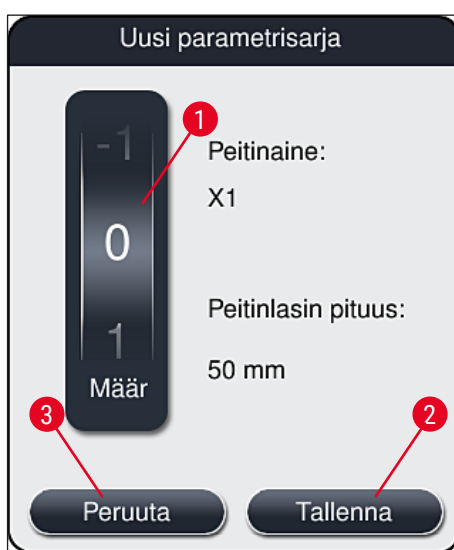 Uusi parametrisarja
-1
0
1
Määr
1
Peitinaine:
X1
Peitinlasin pituus:
50 mm
3
2
Peruuta
Tallenna